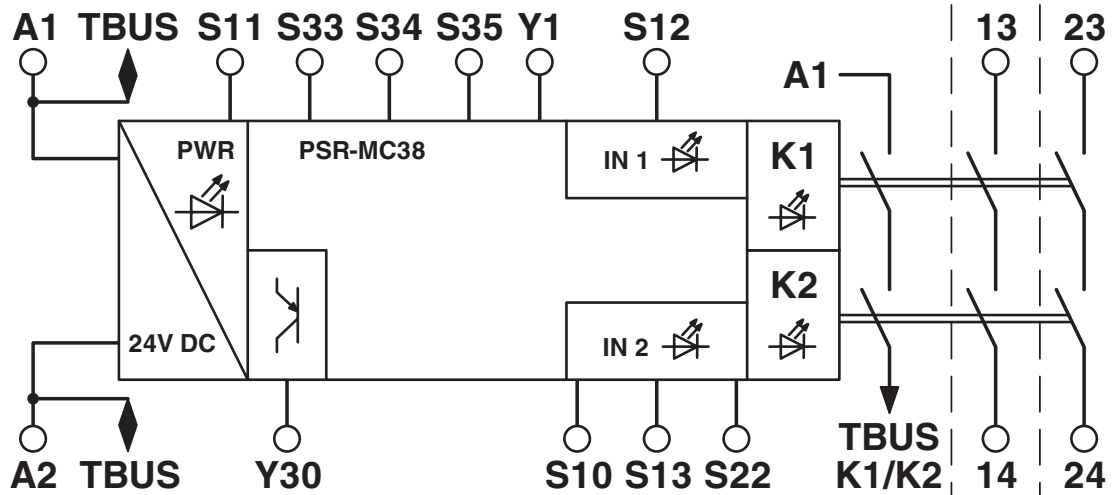 A1 TBUS S11 S33 S34 S35 Y1 S12 13 23
A1
PWR PSR-MC38 IN 1 K1
K2
24V DC IN 2
TBUS
A2 TBUS Y30 S10 S13 S22 K1/K2 14 24